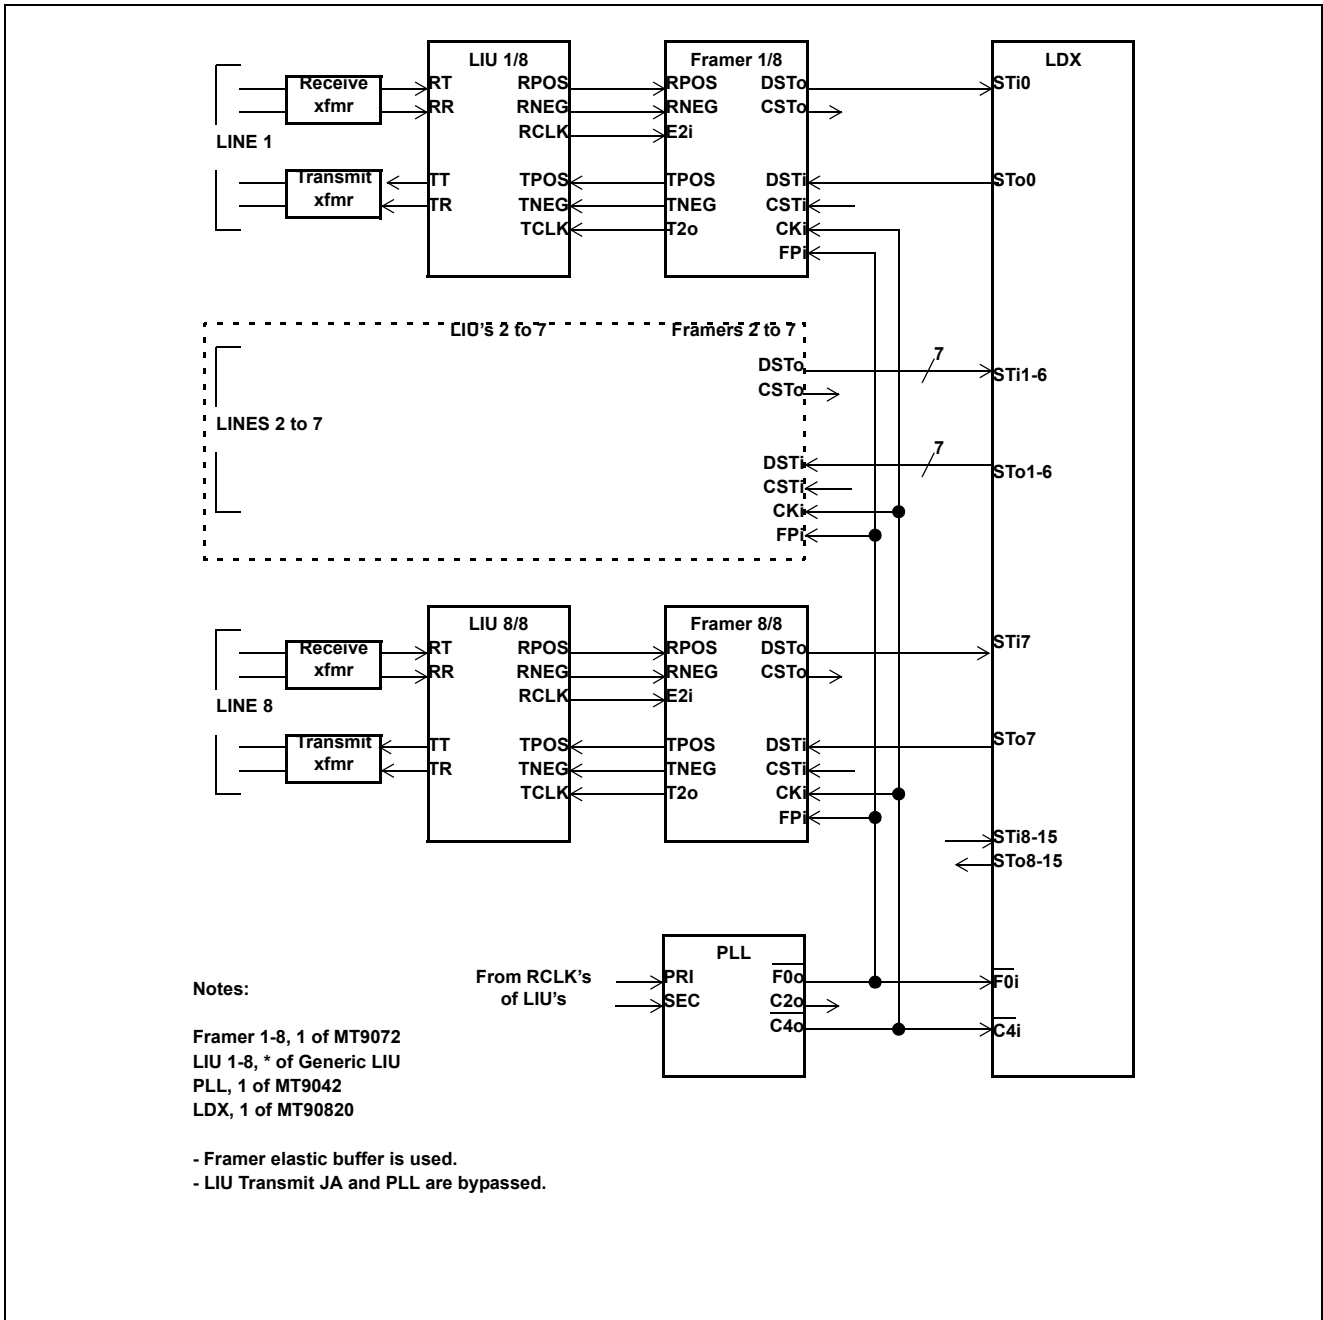 LIU 1/8 Framer 1/8 LDX
Receive RT RPOS RPOS DSTo STi0
xfmr RR RNEG RNEG CSTo
RCLK E2i
LINE 1
Transmit TT TPOS TPOS DSTi STo0
xfmr TR TNEG TNEG CSTi
TCLK T2o CKi
FPi
LIU's 2 to 7 Framers 2 to 7
7
DSTo STi1-6
CSTo
LINES 2 to 7
7
DSTi STo1-6
CSTi
CKi
FPi
LIU 8/8 Framer 8/8
Receive RT RPOS RPOS DSTo STi7
xfmr RR RNEG RNEG CSTo
RCLK E2i
LINE 8
Transmit TT TPOS TPOS DSTi STo7
xfmr TR TNEG TNEG CSTi
TCLK T2o CKi
FPi
STi8-15
STo8-15
PLL
From RCLK's PRI F0o F0i
of LIU's SEC C2o
C4o C4i
Notes:
Framer 1-8, 1 of MT9072
LIU 1-8, * of Generic LIU
PLL, 1 of MT9042
LDX, 1 of MT90820
- Framer elastic buffer is used.
- LIU Transmit JA and PLL are bypassed.